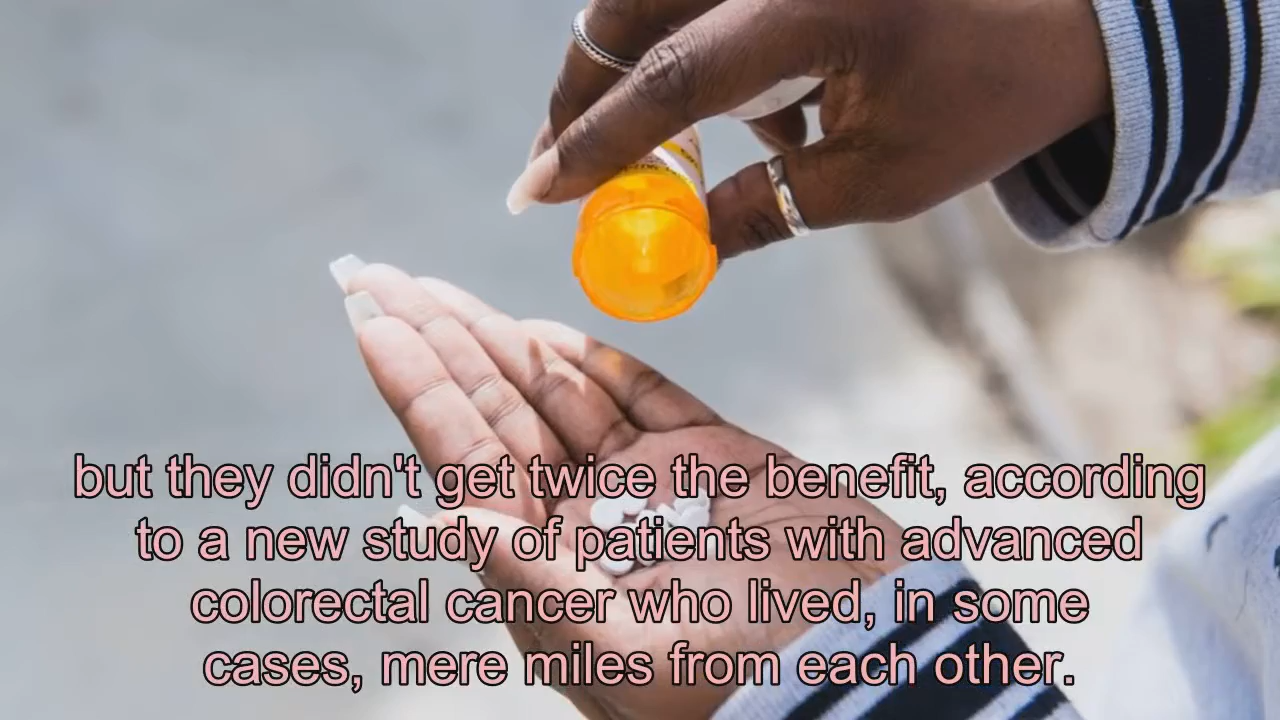 but they didn't get twice the benefit, according
to a new study of patients with advanced
colorectal cancer who lived, in some
cases, mere miles from each other.